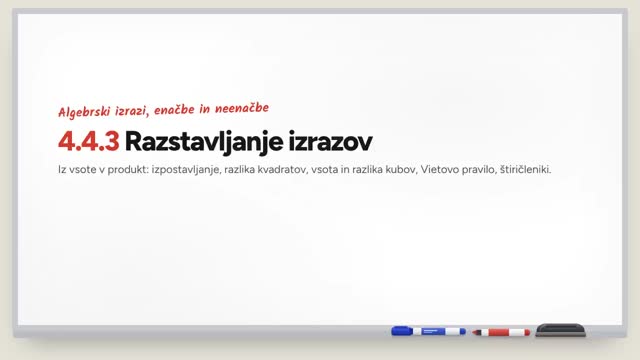 Algebrski izrazi, enačbe in neenačbe
4.4.3 Razstavljanje izrazov
Iz vsote v produkt: izpostavljanje, razlika kvadratov, vsota in razlika kubov, Vietovo pravilo, štiričleniki.